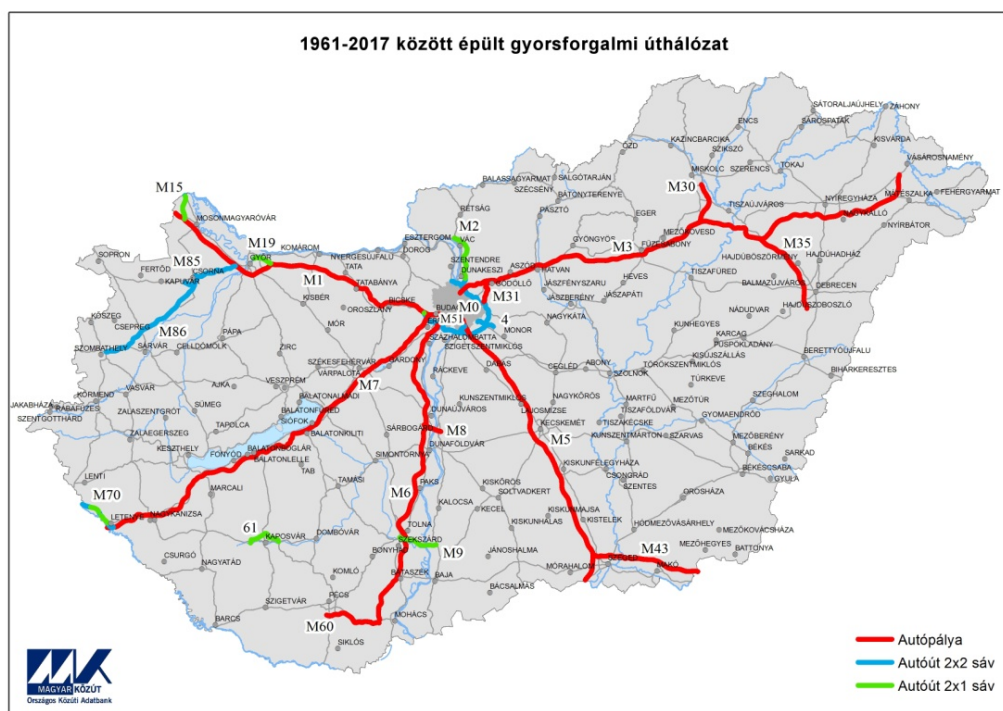 1961-2017 között épült gyorsforgalmi úthálózat
SÁTORALJAÚJHELY
ZÁHONY
ENCS
SÁROSPATAK
KAZINCBARCIKA
KISVÁRDA
ÓZD
SZIKSZÓ
VÁSÁROSNAMÉNY
MISKOLC
SZERENCS
TOKAJ
BALASSAGYARMAT
SALGÓTARJÁN
SZÉCSÉNY
BÁTONYTERENYE
M30
MÁTÉSZALKA
FEHÉRGYARMAT
M15
RÉTSÁG
PÁSZTÓ
EGER
TISZAÚJVÁROS
NYÍREGYHÁZA
NAGYKÁLLÓ
MOSONMAGYARÓVÁR
M2
VÁC
MEZŐKÖVESD
NYÍRBÁTOR
M19
KOMÁROM
ESZTERGOM
GYÖNGYÖS
M3
FÜZESABONY
M35
SOPRON
M85
GYŐR
NYERGESÚJFALU
DOROG
SZENTENDRE
ASZÓD
HATVAN
HAJDÚBÖSZÖRMÉNY
HAJDÚHADHÁZ
FERTŐD
CSORNA
TATA
DUNAKESZI
GÖDÖLLŐ
HEVES
TISZAFÜRED
KAPUVÁR
M1
TATABÁNYA
JÁSZFÉNYSZARU
JÁSZAPÁTI
BALMAZÚJVÁROS
DEBRECEN
KISBÉR
OROSZLÁNY
BICSKE
M31
JÁSZBERÉNY
HAJDÚSZOBOSZLÓ
KŐSZEG
CSEPREG
M86
PÁPA
MÓR
M0
M51
4
MONOR
NAGYKÁTA
NÁDUDVAR
KUNHEGYES
KARCAG
SZOMBATHELY
SÁRVÁR
CELLDÖMÖLK
ZIRC
SZÁZHALOMBATTA
SZIGETSZENTMIKLÓS
PÜSPÖKLADÁNY
SZÉKESFEHÉRVÁR
GÁRDONY
DABAS
CEGLÉD
ABONY
KISÚJSZÁLLÁS
BERETTYÓÚJFALU
VÁRPALOTA
SZOLNOK
TÖRÖKSZENTMIKLÓS
BIHARKERESZTES
KÖRMEND
VASVÁR
AJKA
VESZPRÉM
M7
RÁCKEVE
TÚRKEVE
JAKABHÁZA
RÁBAFÜZES
BALATONALMÁDI
KUNSZENTMIKLÓS
NAGYKŐRÖS
MARTFŰ
MEZŐTÚR
SZEGHALOM
SZENTGOTTHÁRD
ZALASZENTGRÓT
SÜMEG
BALATONFÜRED
DUNAÚJVÁROS
LAJOSMIZSE
TISZAFÖLDVÁR
TAPOLCA
SIÓFOK
SÁRBOGÁRD
M8
KECSKEMÉT
TISZAKÉCSKE
GYOMAENDRŐD
ZALAEGERSZEG
BALATONKILITI
DUNAFÖLDVÁR
M5
KUNSZENTMÁRTON
SZARVAS
MEZŐBERÉNY
KESZTHELY
FONYÓD
BALATONBOGLÁR
BALATONLELLE
TAB
SIMONTORNYA
BÉKÉS
SARKAD
LENTI
KISKUNFÉLEGYHÁZA
CSONGRÁD
BÉKÉSCSABA
GYULA
MARCALI
TAMÁSI
M6
PAKS
KISKŐRÖS
SZENTES
M70
SOLTVADKERT
OROSHÁZA
LETENYE
NAGYKANIZSA
61
KALOCSA
KECEL
KISKUNMAJSA
KAPOSVÁR
DOMBÓVÁR
TOLNA
KISKUNHALAS
KISTELEK
HÓDMEZŐVÁSÁRHELY
MEZŐKOVÁCSHÁZA
SZEKSZÁRD
M9
MEZŐHEGYES
BATTONYA
CSURGÓ
BONYHÁD
JÁNOSHALMA
M43
NAGYATÁD
KOMLÓ
BÁTASZÉK
BAJA
MÓRAHALOM
SZEGED
MAKÓ
SZIGETVÁR
PÉCS
BÁCSALMÁS
BARCS
M60
MOHÁCS
SIKLÓS
Autópálya
Autóút 2x2 sáv
Autóút 2x1 sáv
MAGYAR KÖZÚT
Országos Közúti Adatbank